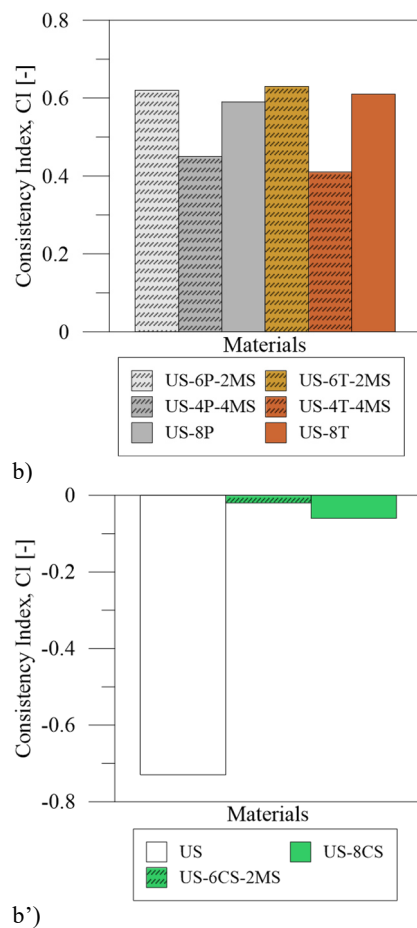 0.8
0.6
0.4
0.2
0
Consistency Index, CI [-]
Materials
US-6P-2MS US-6T-2MS
US-4P-4MS US-4T-4MS
US-8P US-8T
b)
0
-0.2
-0.4
-0.6
-0.8
Consistency Index, CI [-]
Materials
US US-8CS
US-6CS-2MS
b')